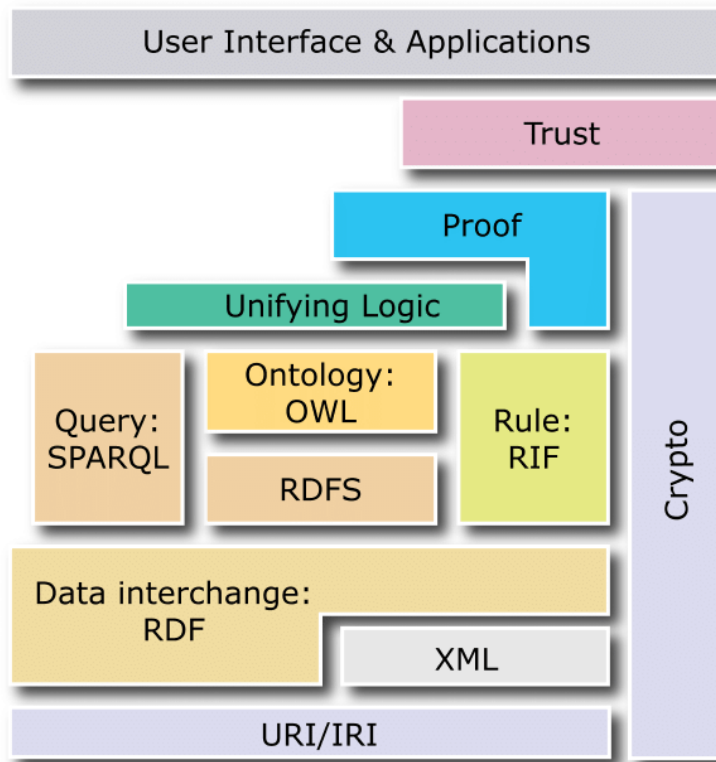 User Interface & Applications
Trust
Proof
Unifying Logic
Query:
SPARQL
Ontology:
OWL
RDFS
Rule:
RIF
Crypto
Data interchange:
RDF
XML
URI/IRI